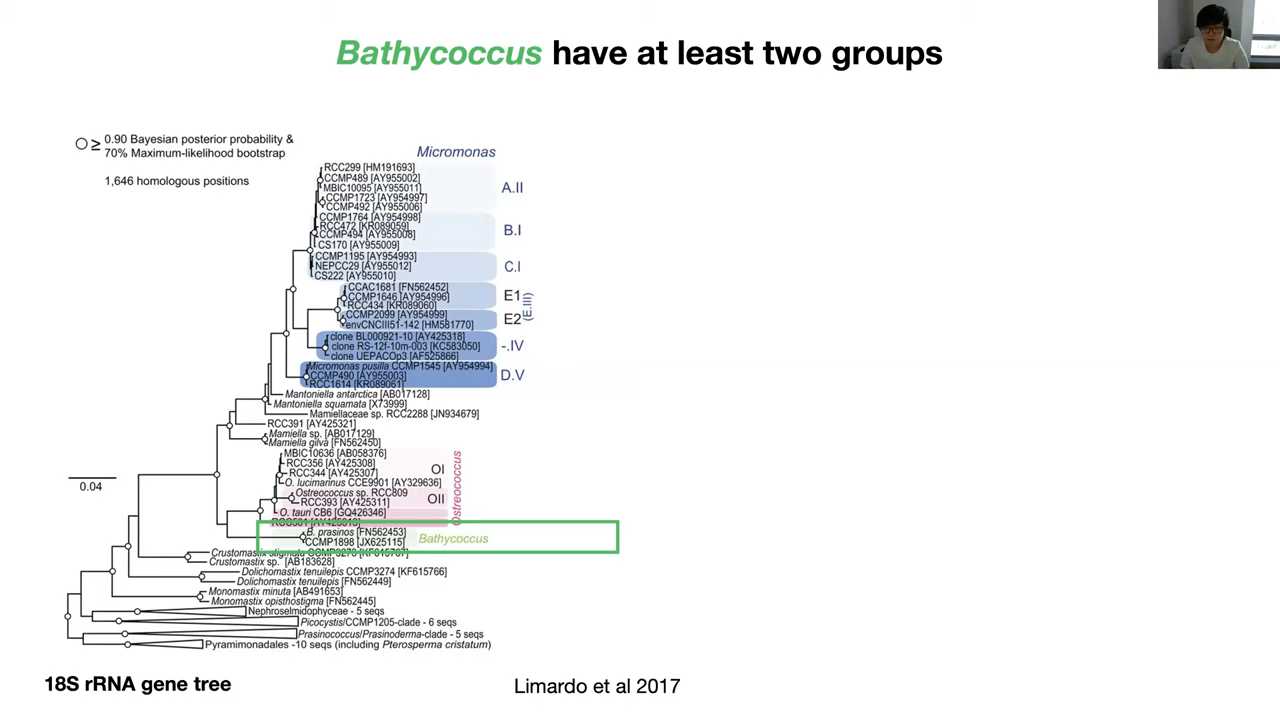 Bathycoccus have at least two groups
○ ≥ 0.90 Bayesian posterior probability &
70% Maximum-likelihood bootstrap
1,646 homologous positions
Micromonas
RCC299 [HM191693]
CCMP489 [AY955002]
MBIC10095 [AY955011]
A.II
CCMP1723 [AY954997]
CCMP492 [AY955006]
CCMP1764 [AY954998]
RCC472 [KR089059]
B.I
CCMP494 [AY955008]
CS170 [AY955009]
CCMP1195 [AY954993]
NEPCC29 [AY955012]
C.I
CS222 [AY955010]
CCAC1681 [FN562452]
CCMP1646 [AY954996]
E1
RCC434 [KR089060]
(E.III)
CCMP2099 [AY954999]
E2
envCNCIII51-142 [HM581770]
clone BL000921-10 [AY425318]
clone RS-12f-10m-003 [KC583050]
-.IV
clone UEPACOp3 [AF525866]
Micromonas pusilla CCMP1545 [AY954994]
CCMP490 [AY955003]
D.V
RCC1614 [KR089061]
Mantoniella antarctica [AB017128]
Mantoniella squamata [X73999]
Mamiellaceae sp. RCC2288 [JN934679]
RCC391 [AY425321]
Mamiella sp. [AB017129]
Mamiella gilva [FN562450]
MBIC10636 [AB058376]
RCC356 [AY425308]
RCC344 [AY425307]
OI
O. lucimarinus CCE9901 [AY329636]
Ostreococcus
Ostreococcus sp. RCC809
RCC393 [AY425311]
OII
O. tauri CB6 [GQ426346]
B. prasinos [FN562453]
CCMP1898 [JX625115]
Bathycoccus
Crustomastix stigmata CCMP3273 [KF615767]
Crustomastix sp. [AB183628]
Dolichomastix tenuilepis CCMP3274 [KF615766]
Dolichomastix tenuilepis [FN562449]
Monomastix minuta [AB491653]
Monomastix opisthostigma [FN562445]
Nephroselmidophyceae - 5 seqs
Picocystis/CCMP1205-clade - 6 seqs
Prasinococcus/Prasinoderma-clade - 5 seqs
Pyramimonadales -10 seqs (including Pterosperma cristatum)
0.04
18S rRNA gene tree
Limardo et al 2017